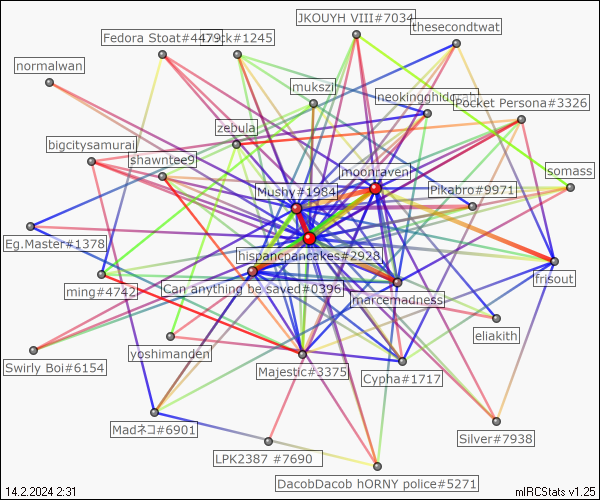 JKOUYH VIII#7034
thesecondtwat
Fedora Stoat#4479
ck#1245
normalwan
mukszi
neokingghidorah
Pocket Persona#3326
zebula
bigcitysamurai
shawntee9
moonraven
somass
Mushy#1984
Pikabro#9971
Eg.Master#1378
hispancpancakes#2928
frisout
ming#4742
Can anything be saved#0396
marcemadness
eliakith
yoshimanden
Swirly Boi#6154
Majestic#3375
Cypha#1717
Madネコ#6901
Silver#7938
LPK2387 #7690
DacobDacob hORNY police#5271
14.2.2024 2:31
mIRCStats v1.25